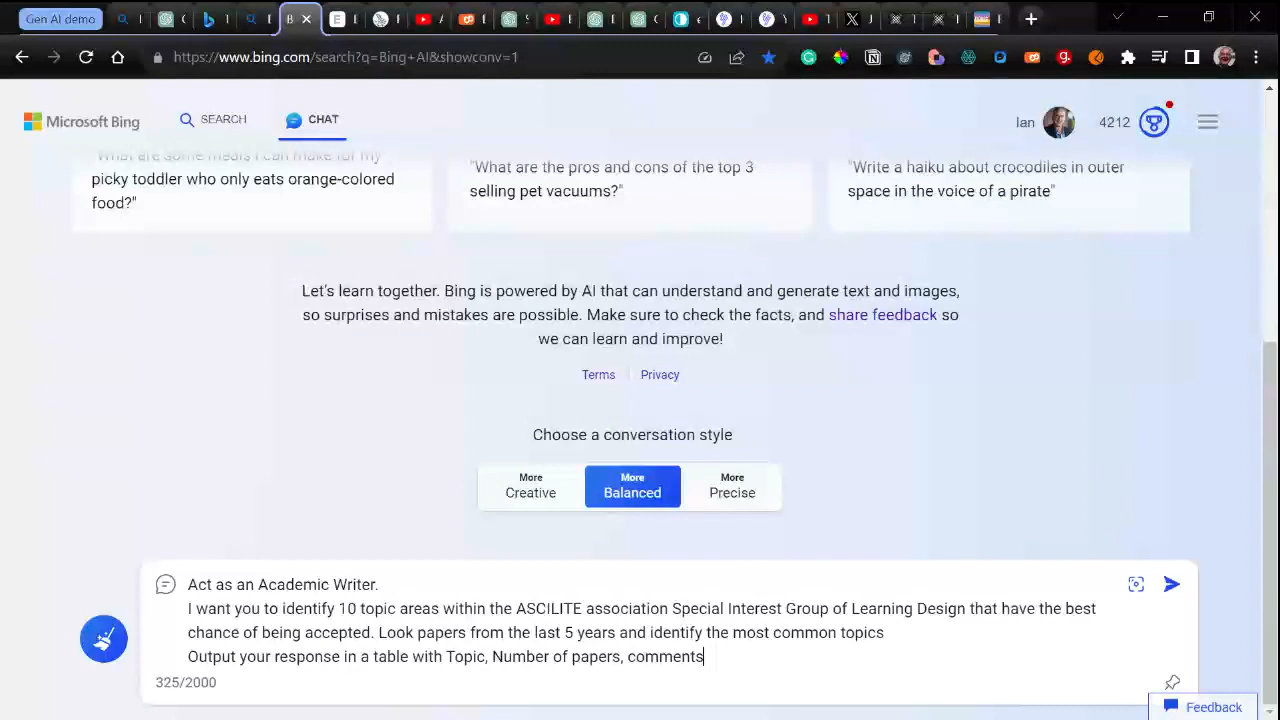 Gen AI demo
https://www.bing.com/search?q=Bing+AI&showconv=1
Microsoft Bing
SEARCH
CHAT
Ian
4212
"What are some meals I can make for my
picky toddler who only eats orange-colored
food?"
"What are the pros and cons of the top 3
selling pet vacuums?"
"Write a haiku about crocodiles in outer
space in the voice of a pirate"
Let's learn together. Bing is powered by AI that can understand and generate text and images,
so surprises and mistakes are possible. Make sure to check the facts, and share feedback so
we can learn and improve!
Terms
Privacy
Choose a conversation style
More
Creative
More
Balanced
More
Precise
Act as an Academic Writer.
I want you to identify 10 topic areas within the ASCILITE association Special Interest Group of Learning Design that have the best
chance of being accepted. Look papers from the last 5 years and identify the most common topics
Output your response in a table with Topic, Number of papers, comments
325/2000
Feedback